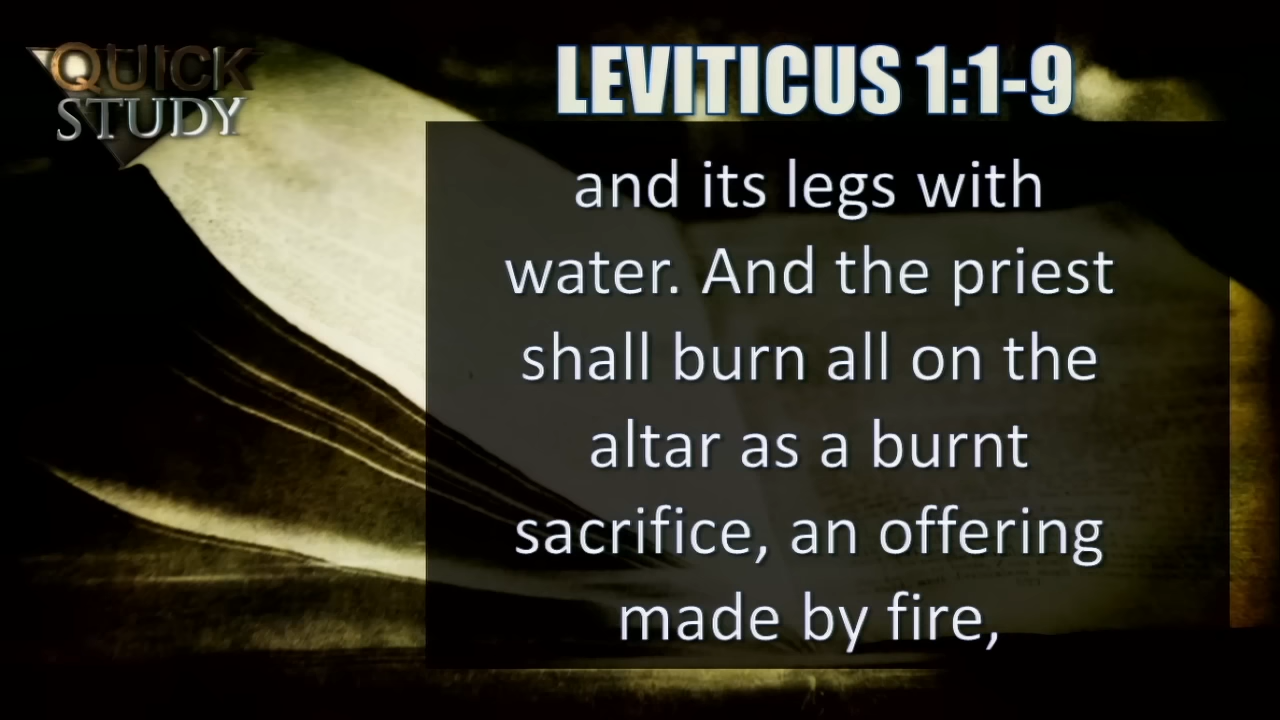 QUICK
STUDY
LEVITICUS 1:1-9
and its legs with
water. And the priest
shall burn all on the
altar as a burnt
sacrifice, an offering
made by fire,